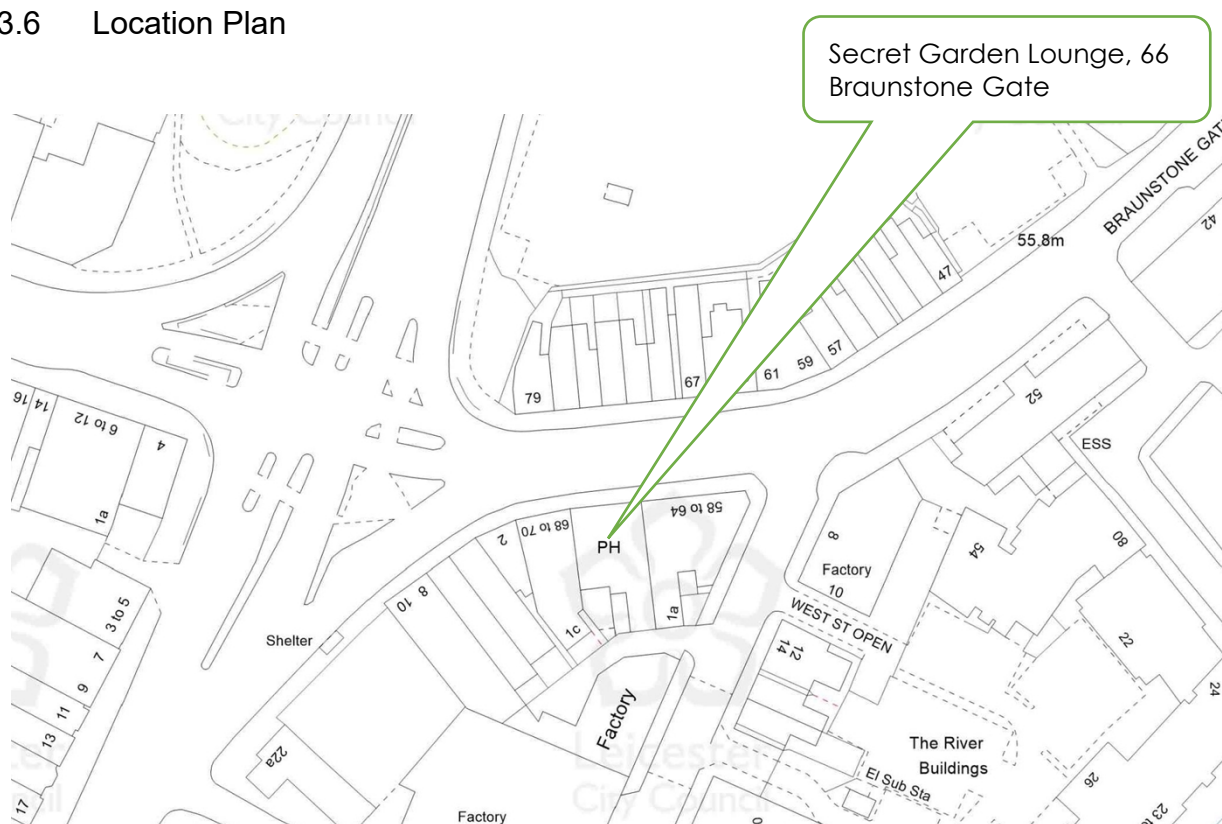 3.6 Location Plan
Secret Garden Lounge, 66
Braunstone Gate
City Council
BRAUNSTONE GAT
42
55.8m
47
57
59
61
67
79
52
ESS
16
14
6 to 12
4
1a
58 to 64
68 to 70
2
PH
8
Factory
10
54
80
8
10
1c
1a
WEST ST OPEN
Shelter
3 to 5
7
9
11
13
17
12
14
22
24
Factory
22a
The River
Buildings
El Sub Sta
26
Leicester
City Council
Factory